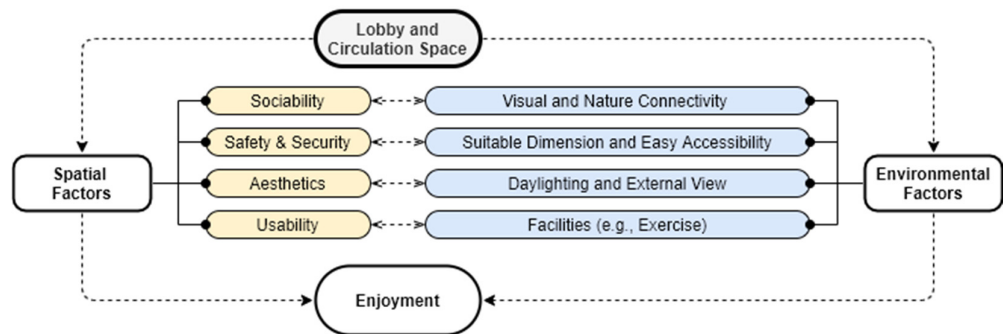 Lobby and
Circulation Space
Sociability
Visual and Nature Connectivity
Safety & Security
Suitable Dimension and Easy Accessibility
Spatial
Factors
Aesthetics
Daylighting and External View
Environmental
Factors
Usability
Facilities (e.g., Exercise)
Enjoyment